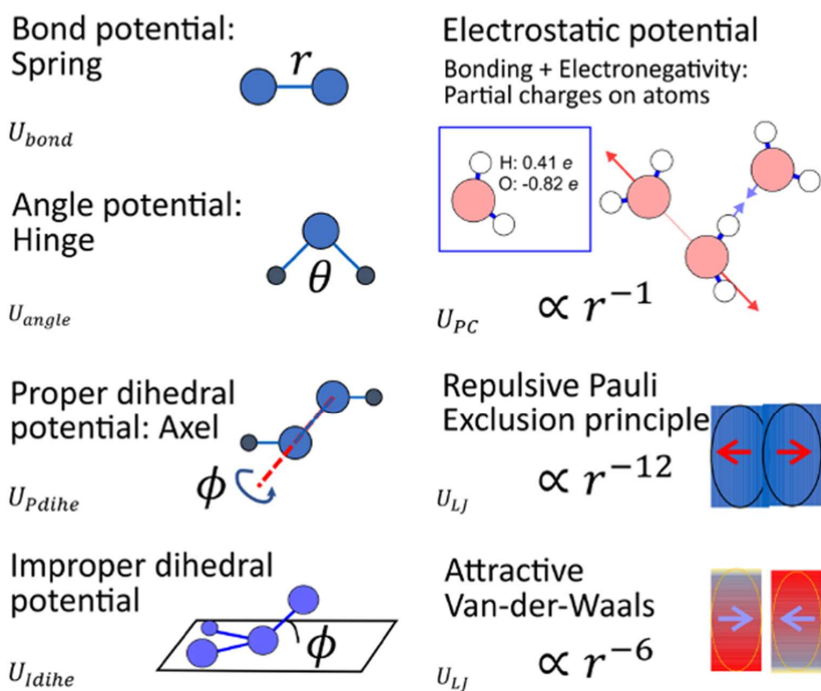 Bond potential:
Spring
r
U_bond
Angle potential:
Hinge
θ
U_angle
Proper dihedral
potential: Axel
ϕ
U_Pdihe
Improper dihedral
potential
ϕ
U_Idihe
Electrostatic potential
Bonding + Electronegativity:
Partial charges on atoms
H: 0.41 e
O: -0.82 e
U_PC ∝ r⁻¹
Repulsive Pauli
Exclusion principle
U_LJ ∝ r⁻¹²
Attractive
Van-der-Waals
U_LJ ∝ r⁻⁶